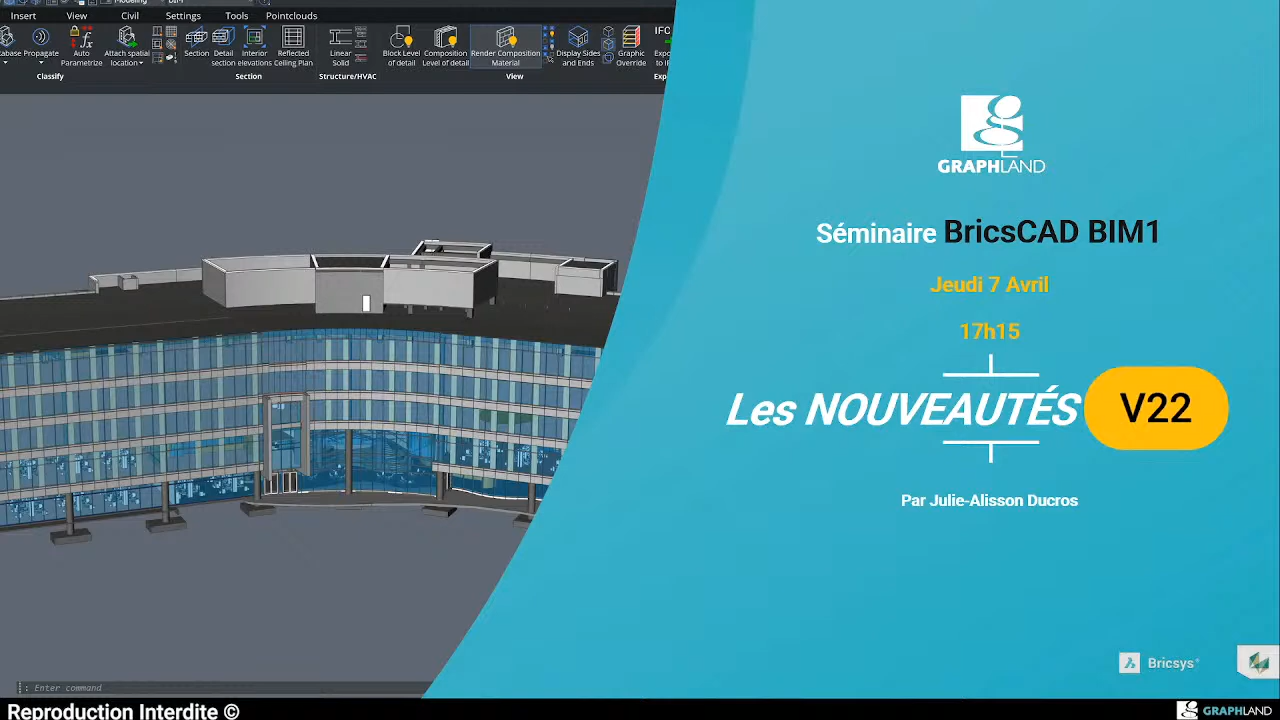 Insert View Civil Settings Tools Pointclouds
Propagate
Auto
Parametrize
Attach spatial
location
Section
Detail
section
Interior
elevations
Reflected
Ceiling Plan
Linear
Solid
Block Level
of detail
Composition
Level of detail
Render Composition
Material
Display Sides
and Ends
Graphic
Override
Classify Section Structure/HVAC View
GRAPHLAND
Séminaire BricsCAD BIM1
Jeudi 7 Avril
17h15
Les NOUVEAUTÉS V22
Par Julie-Alisson Ducros
Bricsys
: Enter command
Reproduction Interdite ©
GRAPHLAND